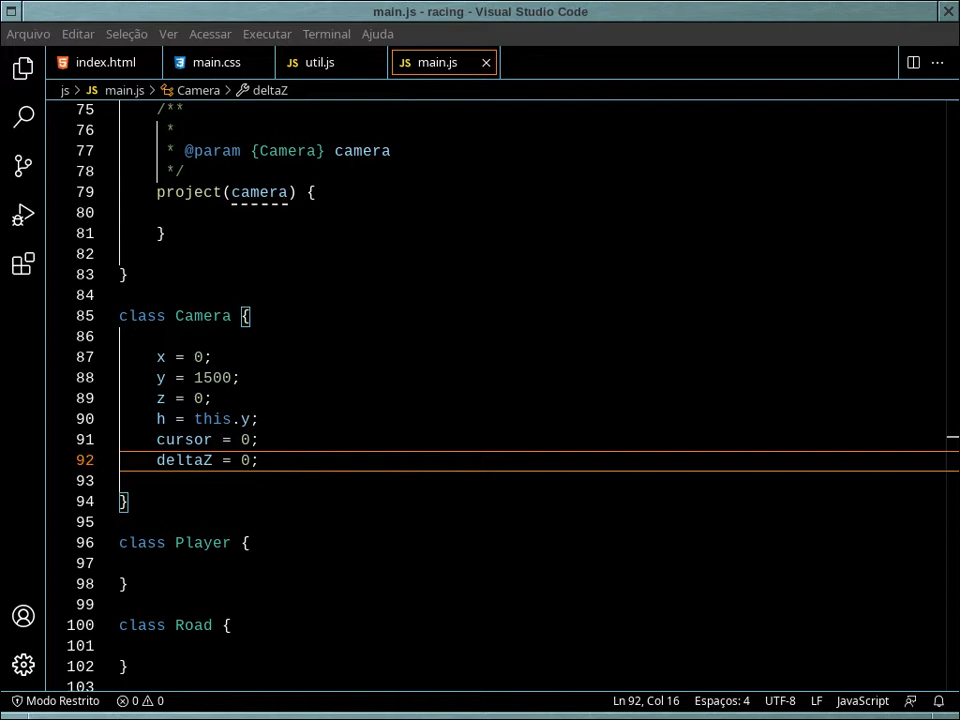 main.js - racing - Visual Studio Code
Arquivo Editar Seleção Ver Acessar Executar Terminal Ajuda
index.html main.css JS util.js JS main.js
js > JS main.js > Camera > deltaZ
75 /**
76 *
77 * @param {Camera} camera
78 */
79 project(camera) {
80
81 }
82
83 }
84
85 class Camera {
86
87 x = 0;
88 y = 1500;
89 z = 0;
90 h = this.y;
91 cursor = 0;
92 deltaZ = 0;
93
94 }
95
96 class Player {
97
98 }
99
100 class Road {
101
102 }
103
Modo Restrito 0 0 Ln 92, Col 16 Espaços: 4 UTF-8 LF JavaScript